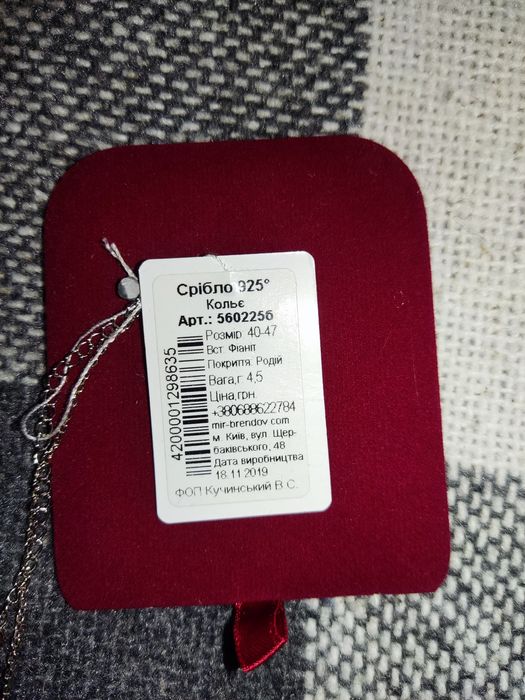 Срібло 925°
Кольє
Арт.: 560225б
Розмір 40-47
Вст. Фіаніт
Покриття: Родій
Вага,г 4,5
Ціна,грн.
+380688622784
mir-brendov.com
м. Київ, вул. Щер-
баківського, 48
Дата виробництва
18.11.2019
ФОП Кучинський В.С.
4200001298635